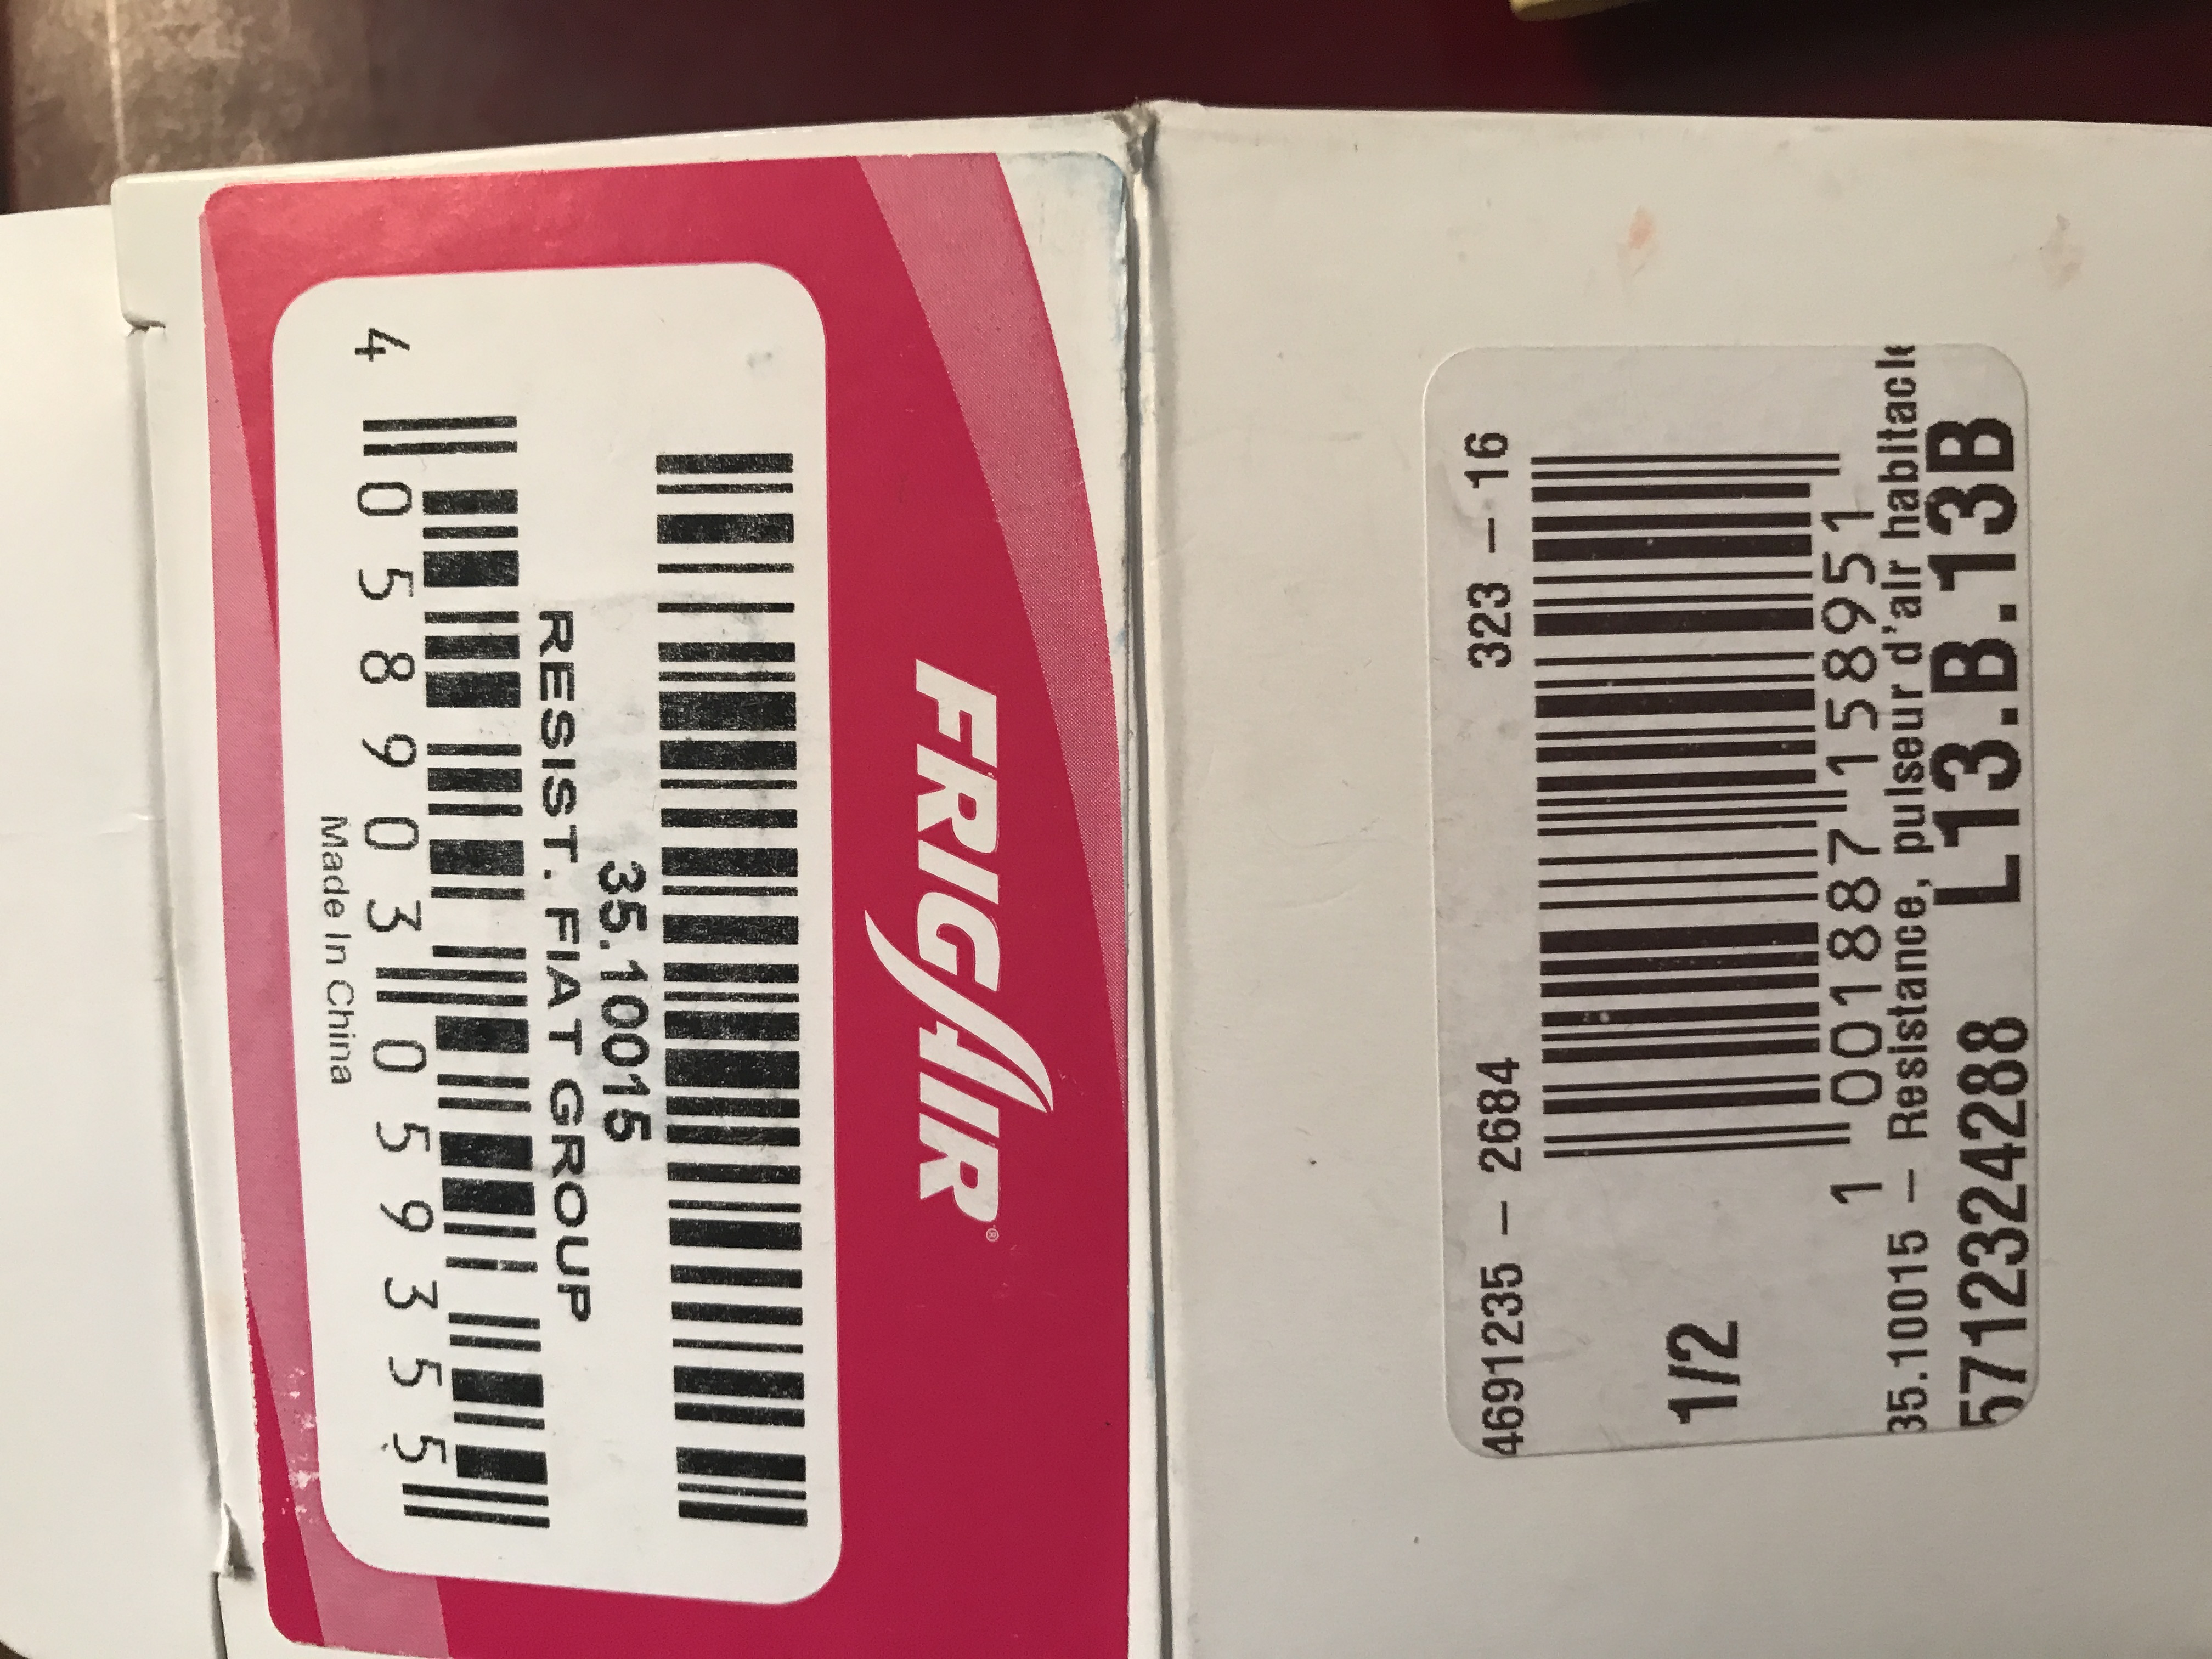 FRIGAIR®
35.10015
RESIST. FIAT GROUP
4 058903 059355
Made In China
4691235 – 2684 323 – 16
1/2
1 001887 158951
35.10015 – Resistance, pulseur d'air habitacle
571234288 L13.B.13B